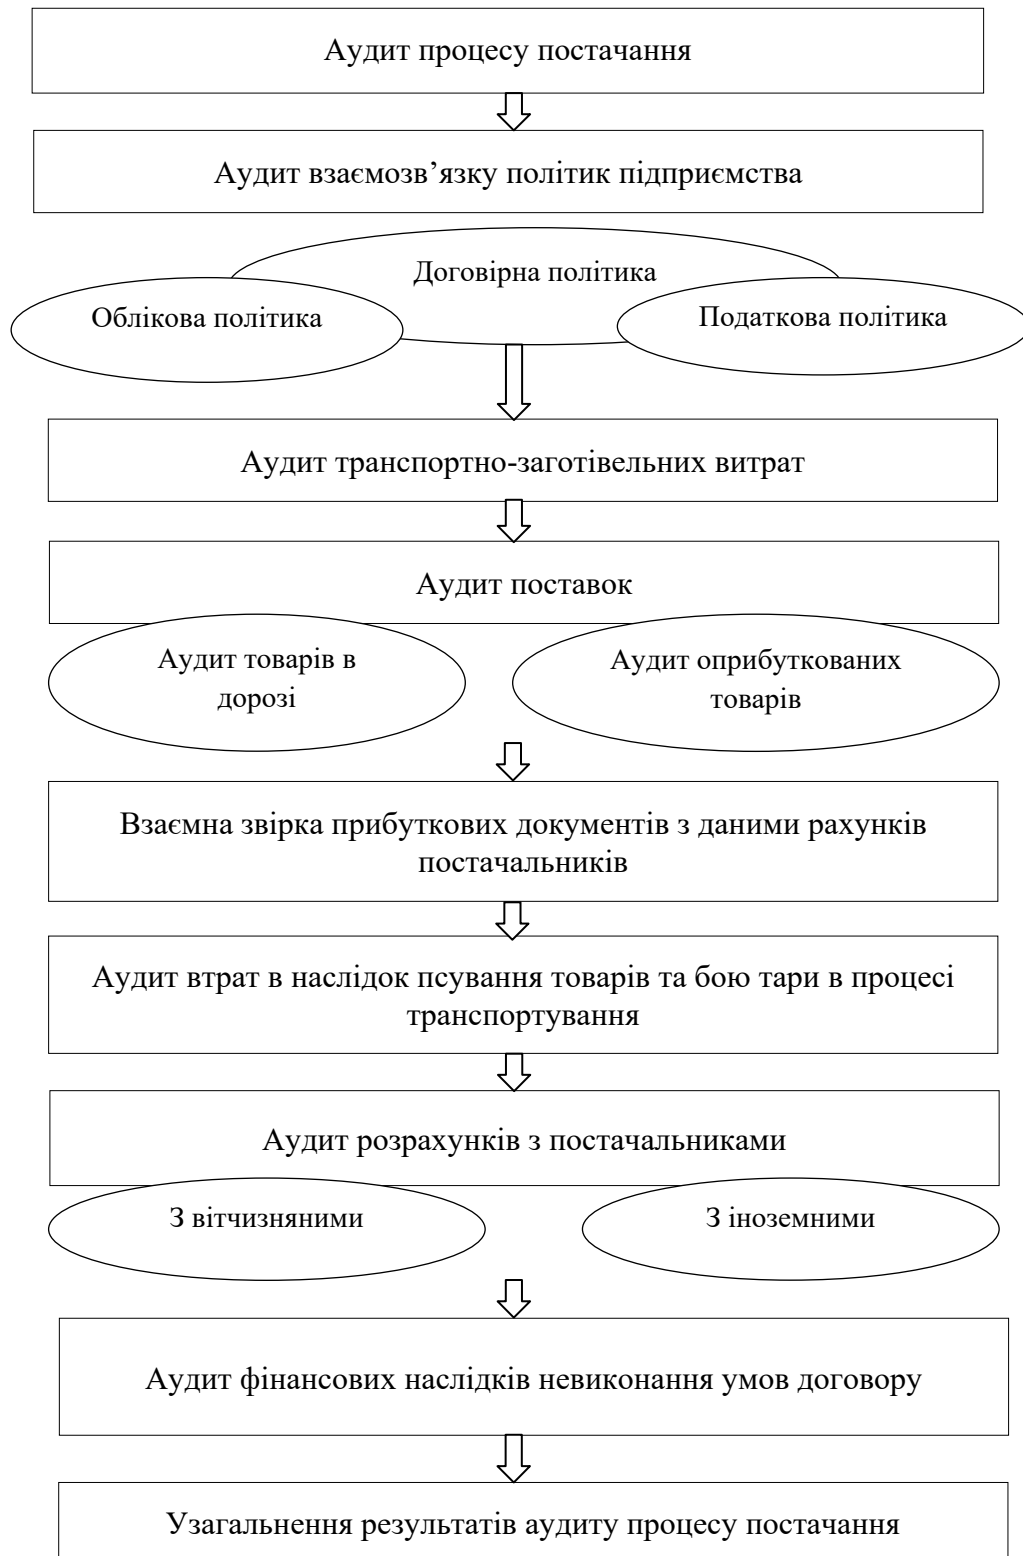 Аудит процесу постачання
Аудит взаємозв’язку політик підприємства
Договірна політика
Облікова політика
Податкова політика
Аудит транспортно-заготівельних витрат
Аудит поставок
Аудит товарів в
дорозі
Аудит оприбуткованих
товарів
Взаємна звірка прибуткових документів з даними рахунків
постачальників
Аудит втрат в наслідок псування товарів та бою тари в процесі
транспортування
Аудит розрахунків з постачальниками
З вітчизняними
З іноземними
Аудит фінансових наслідків невиконання умов договору
Узагальнення результатів аудиту процесу постачання